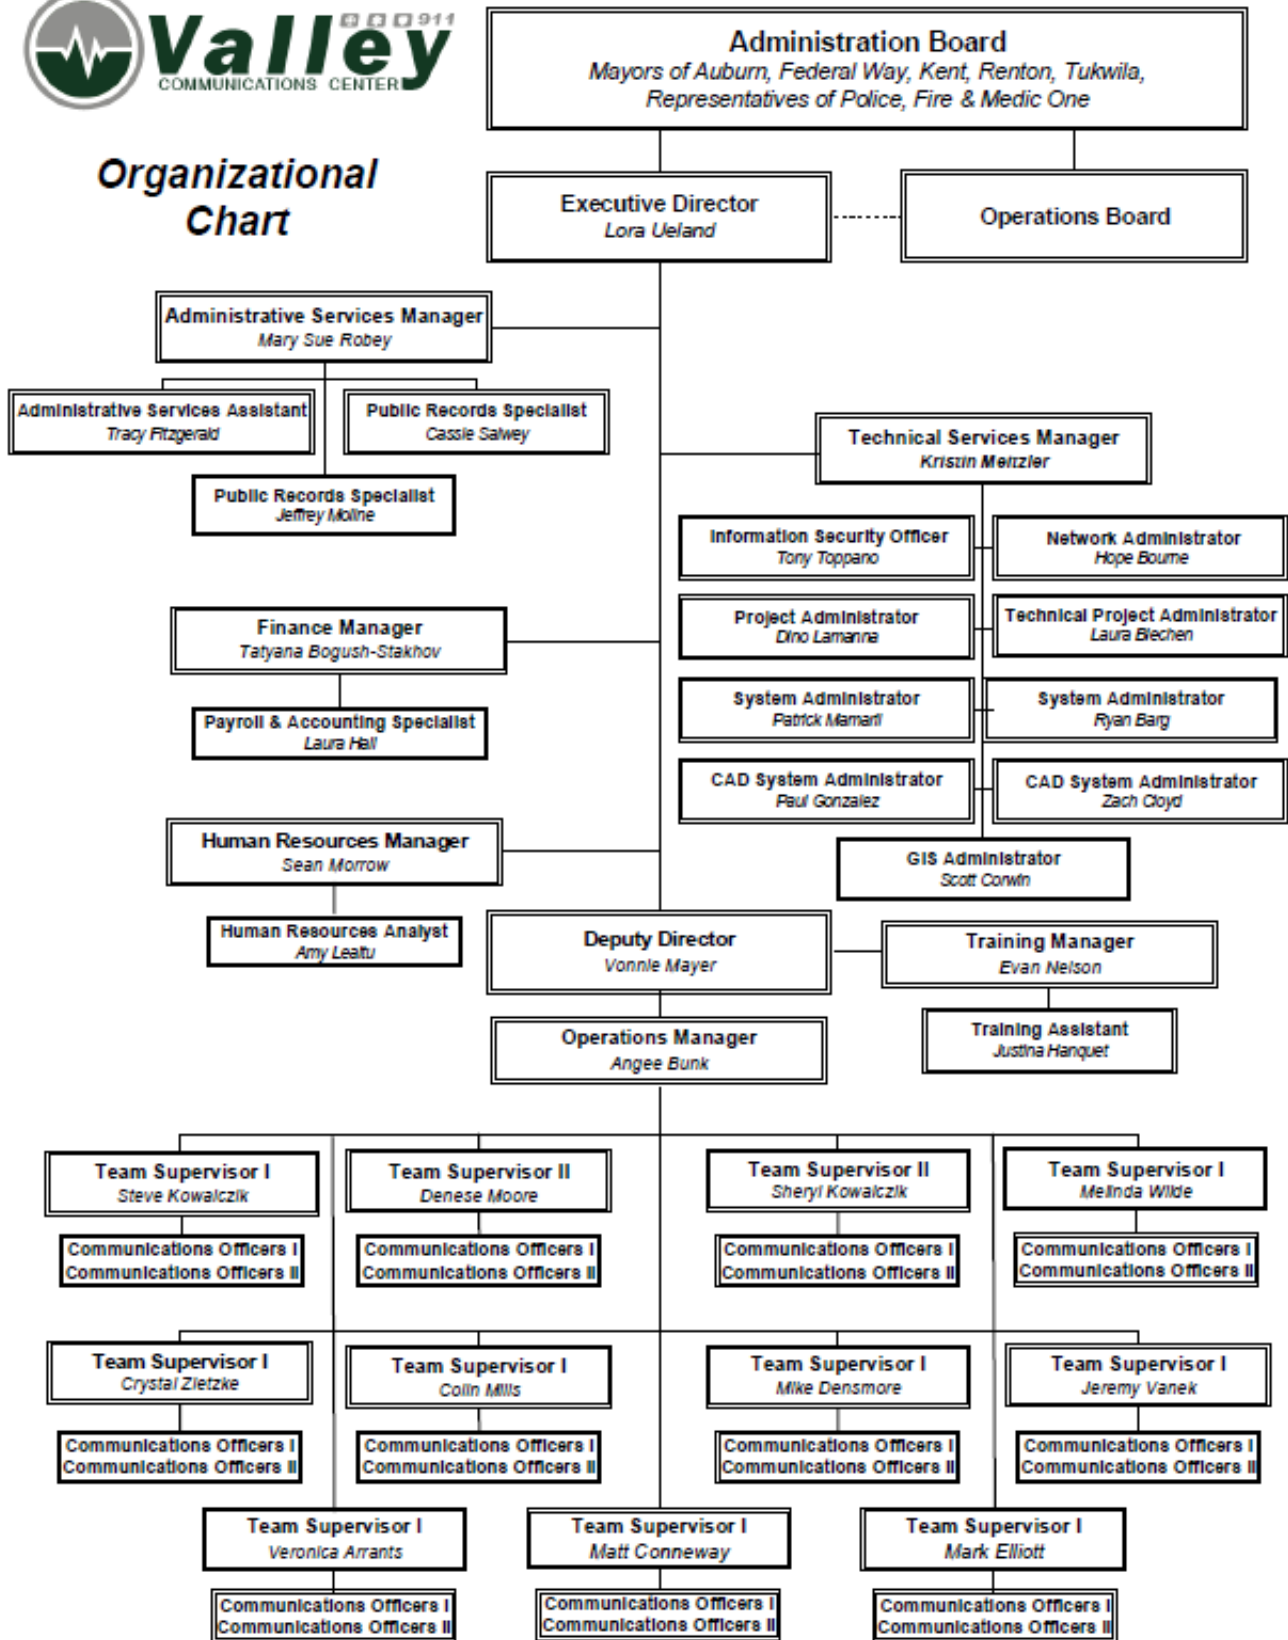 911
Valley
COMMUNICATIONS CENTER
Organizational
Chart
Administration Board
Mayors of Auburn, Federal Way, Kent, Renton, Tukwila,
Representatives of Police, Fire & Medic One
Executive Director
Lora Ueland
Operations Board
Administrative Services Manager
Mary Sue Robey
Administrative Services Assistant
Tracy Fitzgerald
Public Records Specialist
Cassie Salwey
Public Records Specialist
Jeffrey Moline
Technical Services Manager
Kristin Meitzler
Information Security Officer
Tony Toppano
Network Administrator
Hope Bourne
Project Administrator
Dino Lamanna
Technical Project Administrator
Laura Biechen
System Administrator
Patrick Mamaril
System Administrator
Ryan Barg
CAD System Administrator
Paul Gonzalez
CAD System Administrator
Zach Cloyd
GIS Administrator
Scott Corwin
Finance Manager
Tatyana Bogush-Stakhov
Payroll & Accounting Specialist
Laura Hall
Human Resources Manager
Sean Morrow
Human Resources Analyst
Amy Lealtu
Deputy Director
Vonnie Mayer
Training Manager
Evan Nelson
Training Assistant
Justina Hanquet
Operations Manager
Angee Bunk
Team Supervisor I
Steve Kowalczik
Communications Officers I
Communications Officers II
Team Supervisor II
Denese Moore
Communications Officers I
Communications Officers II
Team Supervisor II
Sheryl Kowalczik
Communications Officers I
Communications Officers II
Team Supervisor I
Melinda Wilde
Communications Officers I
Communications Officers II
Team Supervisor I
Crystal Zietzke
Communications Officers I
Communications Officers II
Team Supervisor I
Colin Mills
Communications Officers I
Communications Officers II
Team Supervisor I
Mike Densmore
Communications Officers I
Communications Officers II
Team Supervisor I
Jeremy Vanek
Communications Officers I
Communications Officers II
Team Supervisor I
Veronica Arrants
Communications Officers I
Communications Officers II
Team Supervisor I
Matt Conneway
Communications Officers I
Communications Officers II
Team Supervisor I
Mark Elliott
Communications Officers I
Communications Officers II